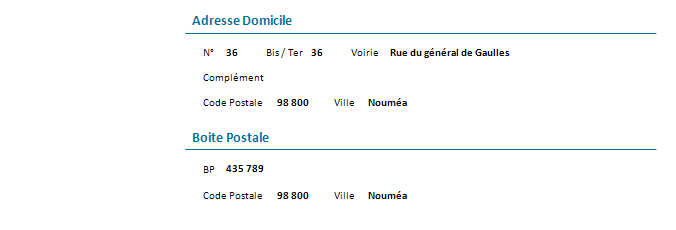 Adresse Domicile
N° 36 Bis / Ter 36 Voirie Rue du général de Gaulles
Complément
Code Postale 98 800 Ville Nouméa
Boite Postale
BP 435 789
Code Postale 98 800 Ville Nouméa